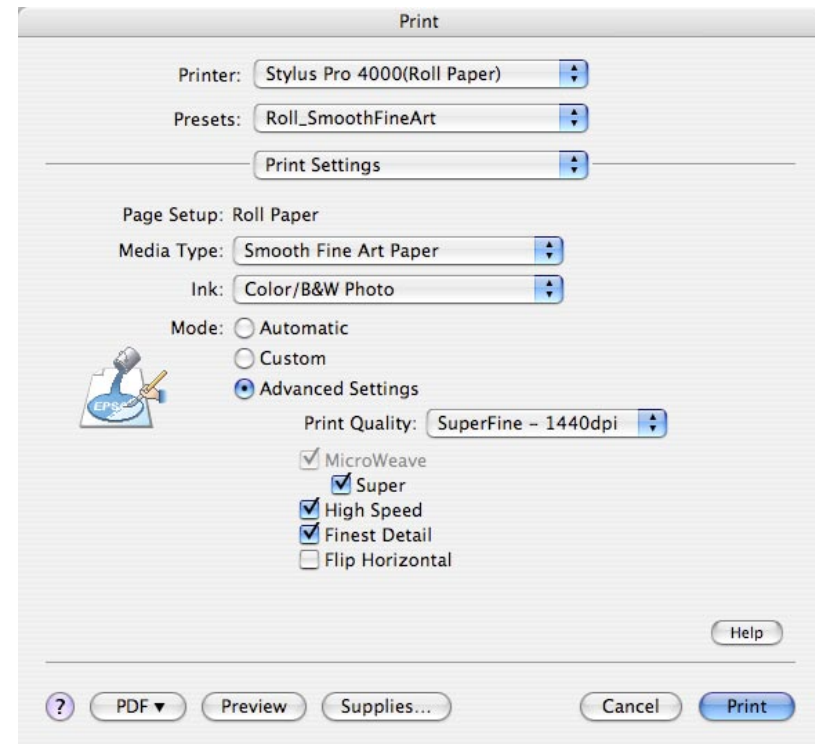 Print
Printer: Stylus Pro 4000(Roll Paper)
Presets: Roll_SmoothFineArt
Print Settings
Page Setup: Roll Paper
Media Type: Smooth Fine Art Paper
Ink: Color/B&W Photo
Mode: Automatic
Custom
Advanced Settings
EPSO
Print Quality: SuperFine – 1440dpi
MicroWeave
Super
High Speed
Finest Detail
Flip Horizontal
Help
? PDF▼ Preview Supplies... Cancel Print